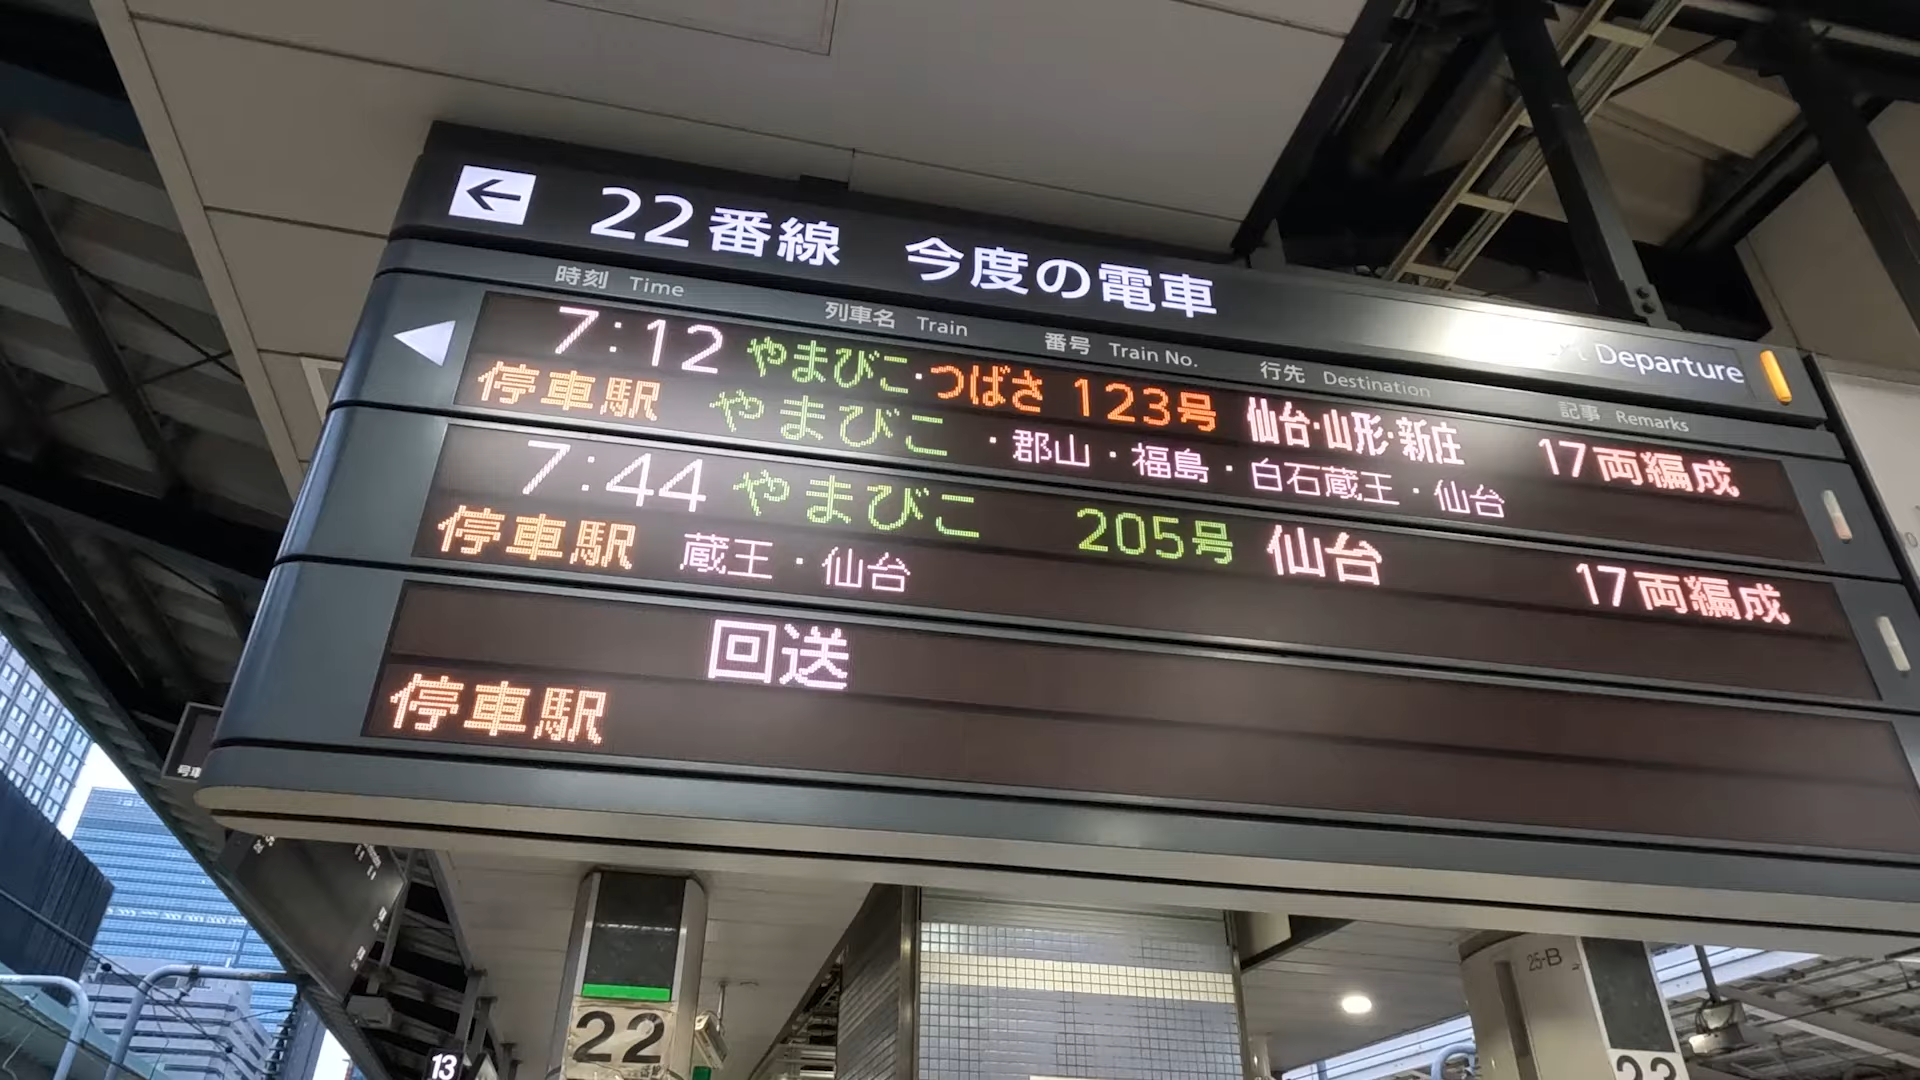 22番線 今度の電車
Departure
時刻 Time 列車名 Train 番号 Train No. 行先 Destination 記事 Remarks
7:12 やまびこ・つばさ 123号 仙台・山形・新庄 17両編成
停車駅 やまびこ ・郡山・福島・白石蔵王・仙台
7:44 やまびこ 205号 仙台 17両編成
停車駅 蔵王・仙台
回送
停車駅
号車
22
25-B
13
23